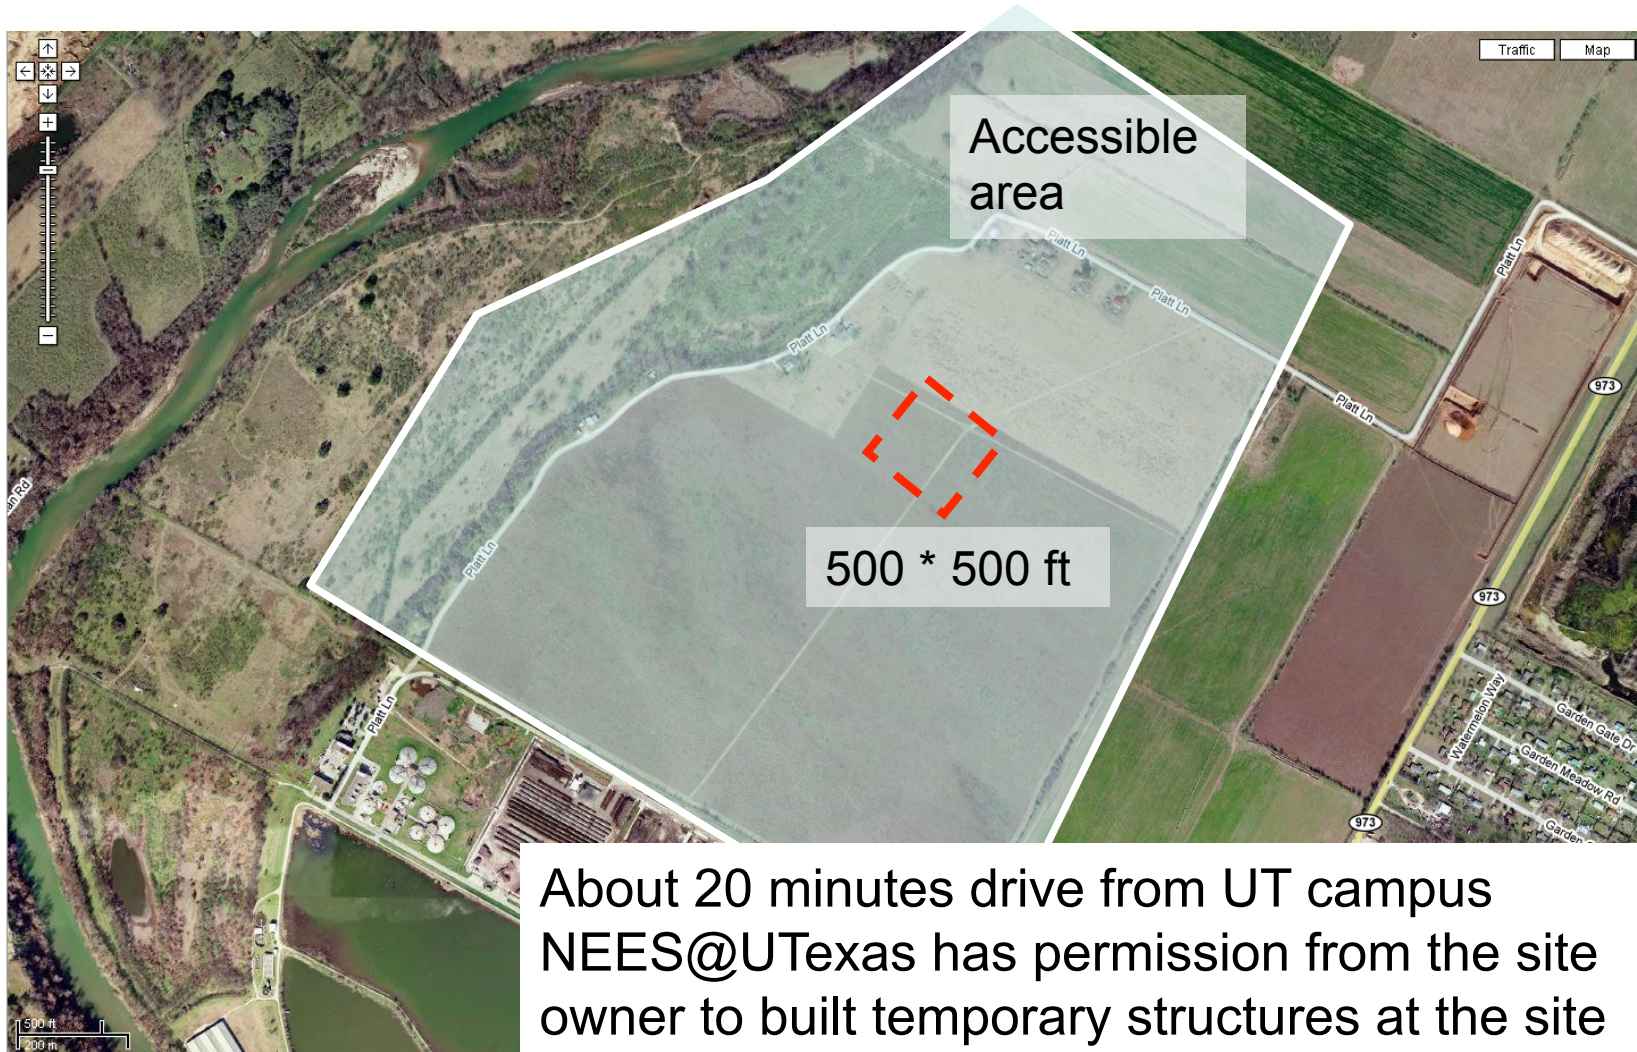 Traffic
Map
Accessible
area
Platt Ln
Platt Ln
Platt Ln
Platt Ln
Platt Ln
973
500 * 500 ft
Platt Ln
973
Watermelon Way
Garden Gate Dr
Platt Ln
Garden Meadow Rd
973
Garden
About 20 minutes drive from UT campus
NEES@UTexas has permission from the site
owner to built temporary structures at the site
500 ft
200 m